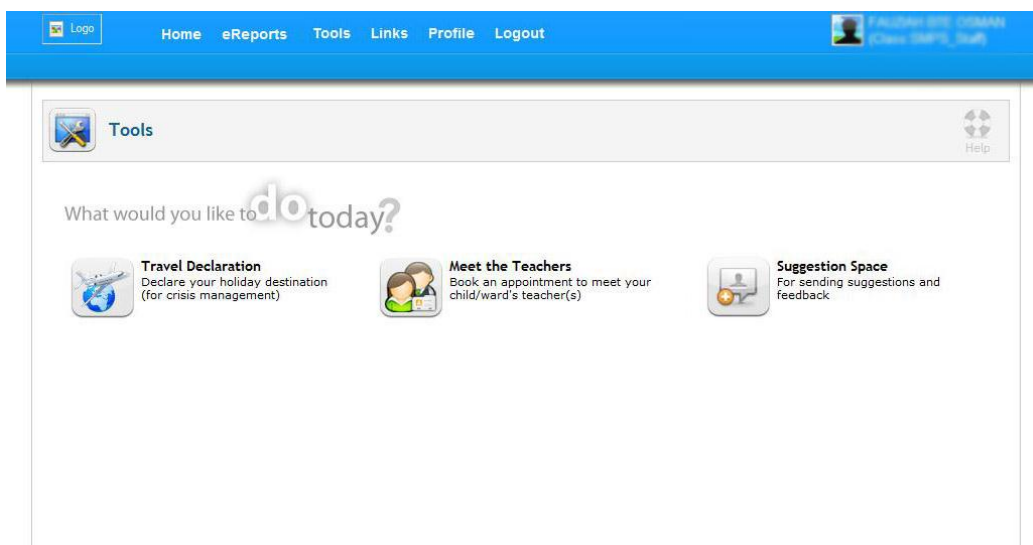 Logo
Home eReports Tools Links Profile Logout
Tools
Help
What would you like to do today?
Travel Declaration
Declare your holiday destination
(for crisis management)
Meet the Teachers
Book an appointment to meet your
child/ward's teacher(s)
Suggestion Space
For sending suggestions and
feedback